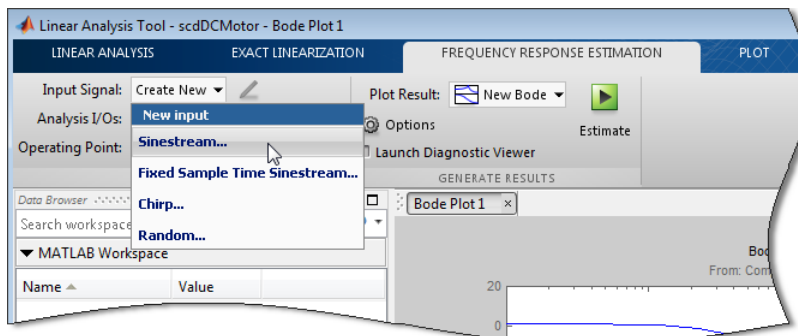 Linear Analysis Tool - scdDCMotor - Bode Plot 1
LINEAR ANALYSIS EXACT LINEARIZATION FREQUENCY RESPONSE ESTIMATION PLOT
Input Signal: Create New Plot Result: New Bode
Analysis I/Os: New input Options Estimate
Operating Point: Sinestream... Launch Diagnostic Viewer
Fixed Sample Time Sinestream... GENERATE RESULTS
Data Browser Bode Plot 1 ×
Search workspace Chirp...
Random...
▼ MATLAB Workspace
Name Value
From: Com
20
0